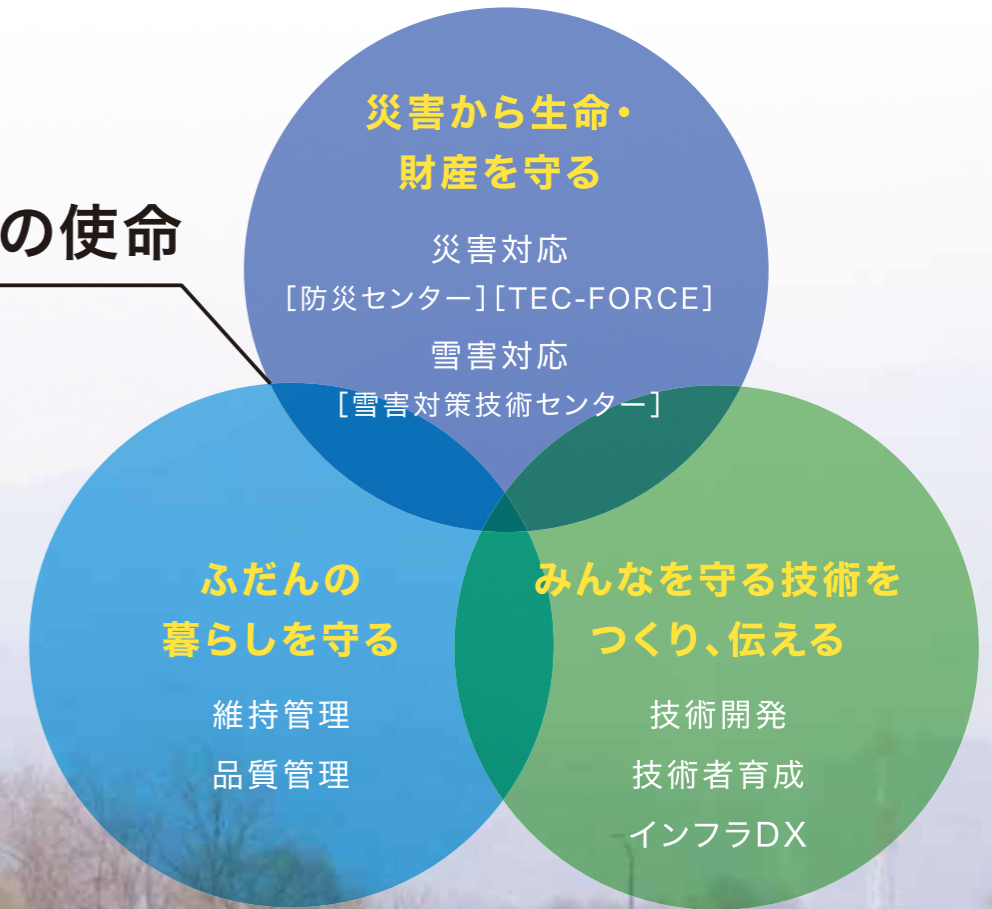 の使命
災害から生命・
財産を守る
災害対応
［防災センター］［TEC-FORCE］
雪害対応
［雪害対策技術センター］
ふだんの
暮らしを守る
維持管理
品質管理
みんなを守る技術を
つくり、伝える
技術開発
技術者育成
インフラDX